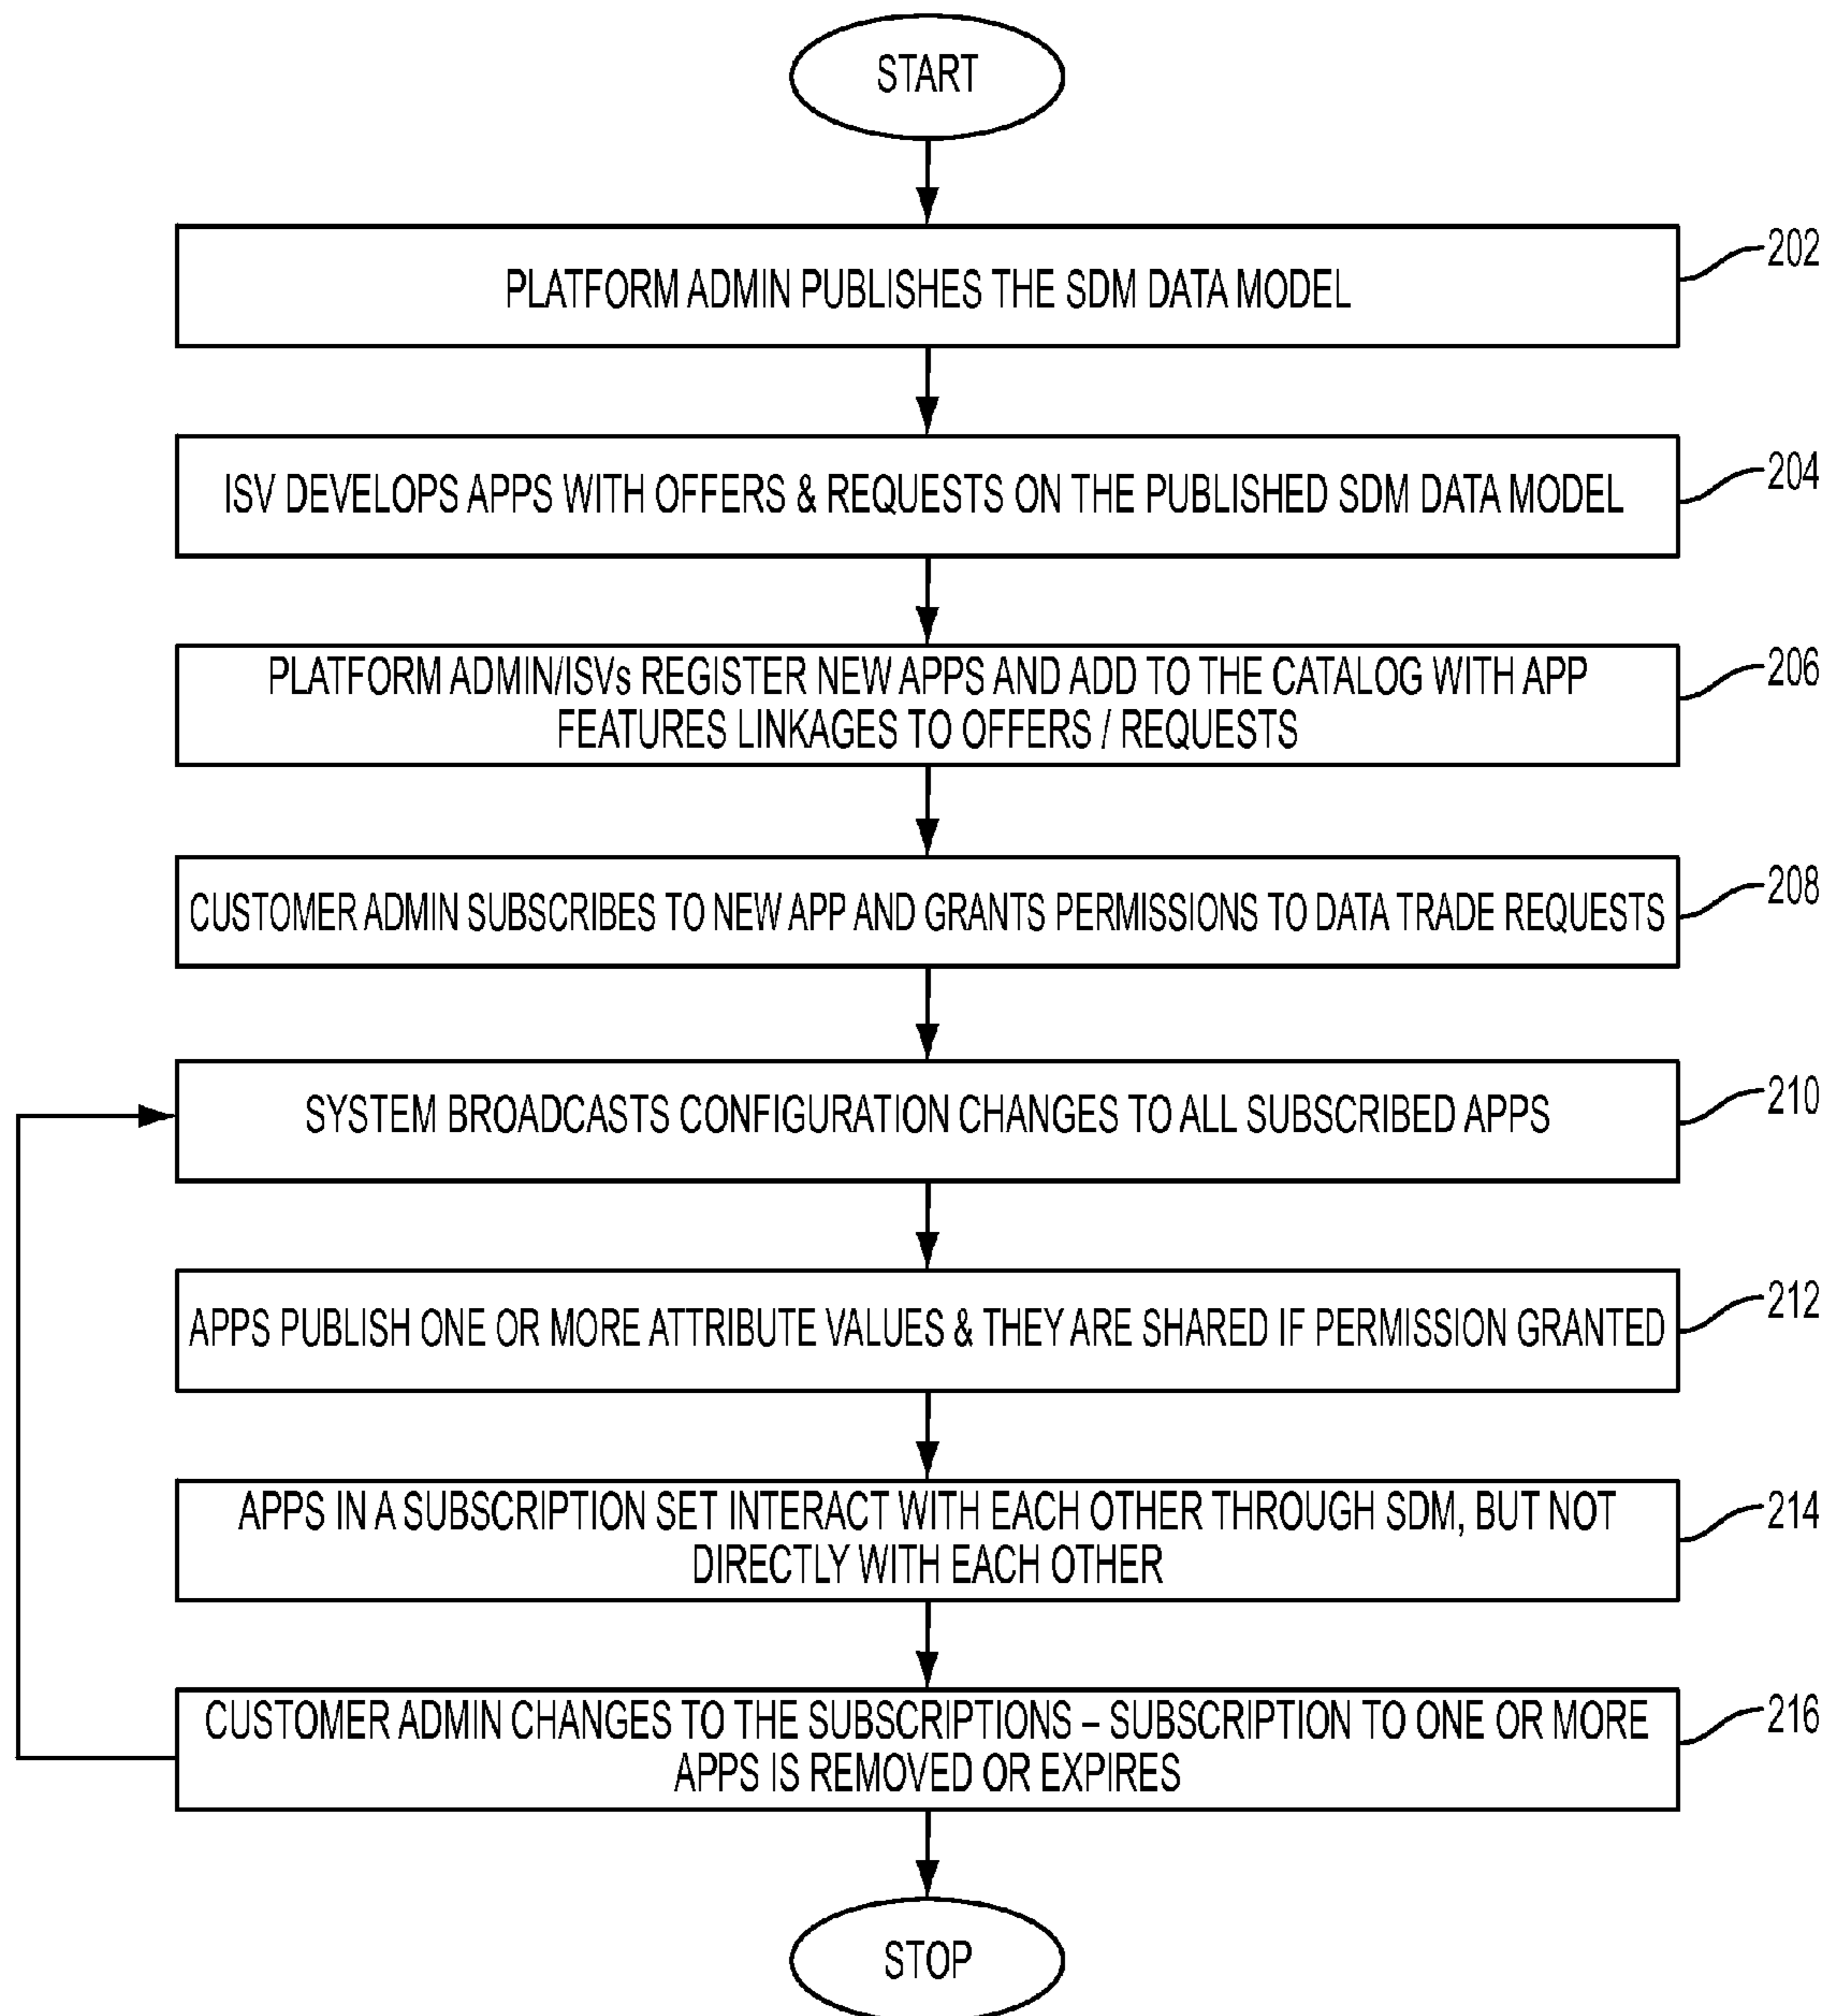 START
PLATFORM ADMIN PUBLISHES THE SDM DATA MODEL
202
ISV DEVELOPS APPS WITH OFFERS & REQUESTS ON THE PUBLISHED SDM DATA MODEL
204
PLATFORM ADMIN/ISVs REGISTER NEW APPS AND ADD TO THE CATALOG WITH APP
FEATURES LINKAGES TO OFFERS / REQUESTS
206
CUSTOMER ADMIN SUBSCRIBES TO NEW APP AND GRANTS PERMISSIONS TO DATA TRADE REQUESTS
208
SYSTEM BROADCASTS CONFIGURATION CHANGES TO ALL SUBSCRIBED APPS
210
APPS PUBLISH ONE OR MORE ATTRIBUTE VALUES & THEY ARE SHARED IF PERMISSION GRANTED
212
APPS IN A SUBSCRIPTION SET INTERACT WITH EACH OTHER THROUGH SDM, BUT NOT
DIRECTLY WITH EACH OTHER
214
CUSTOMER ADMIN CHANGES TO THE SUBSCRIPTIONS – SUBSCRIPTION TO ONE OR MORE
APPS IS REMOVED OR EXPIRES
216
STOP